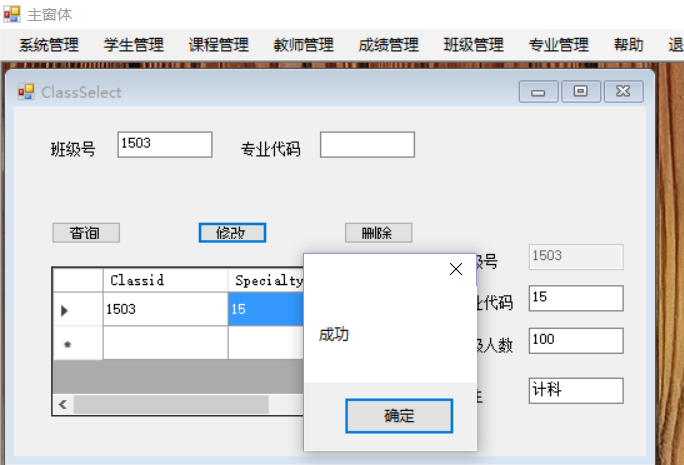 主窗体
系统管理 学生管理 课程管理 教师管理 成绩管理 班级管理 专业管理 帮助 退
ClassSelect
班级号 1503 专业代码
查询 修改 删除
级号 1503
Classid Specialty
1503 15
业代码 15
成功
级人数 100
计科
确定